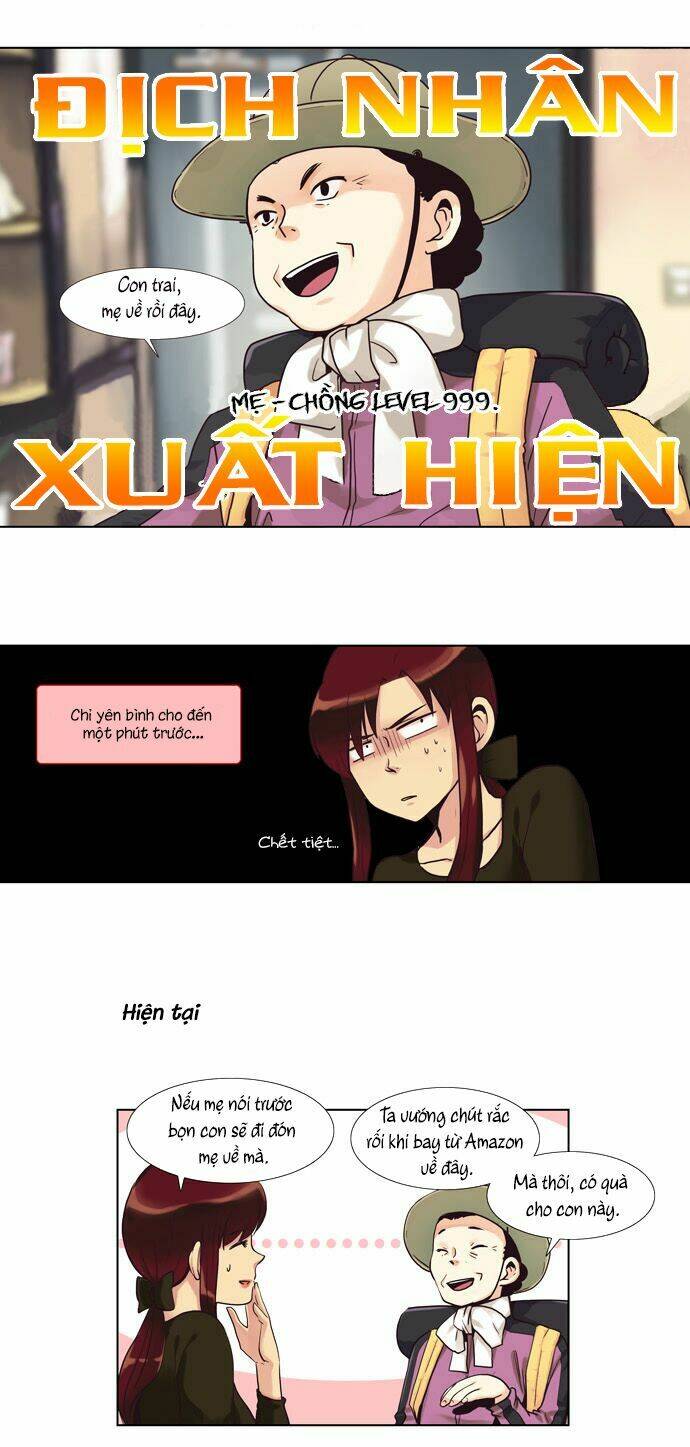 ĐỊCH NHÂN
Con trai,
mẹ về rồi đây.
MẸ - CHỒNG LEVEL 999.
XUẤT HIỆN
Chỉ yên bình cho đến
một phút trước...
Chết tiệt...
Hiện tại
Nếu mẹ nói trước
bọn con sẽ đi đón
mẹ về mà.
Ta vướng chút rắc
rối khi bay từ Amazon
về đây.
Mà thôi, có quà
cho con này.